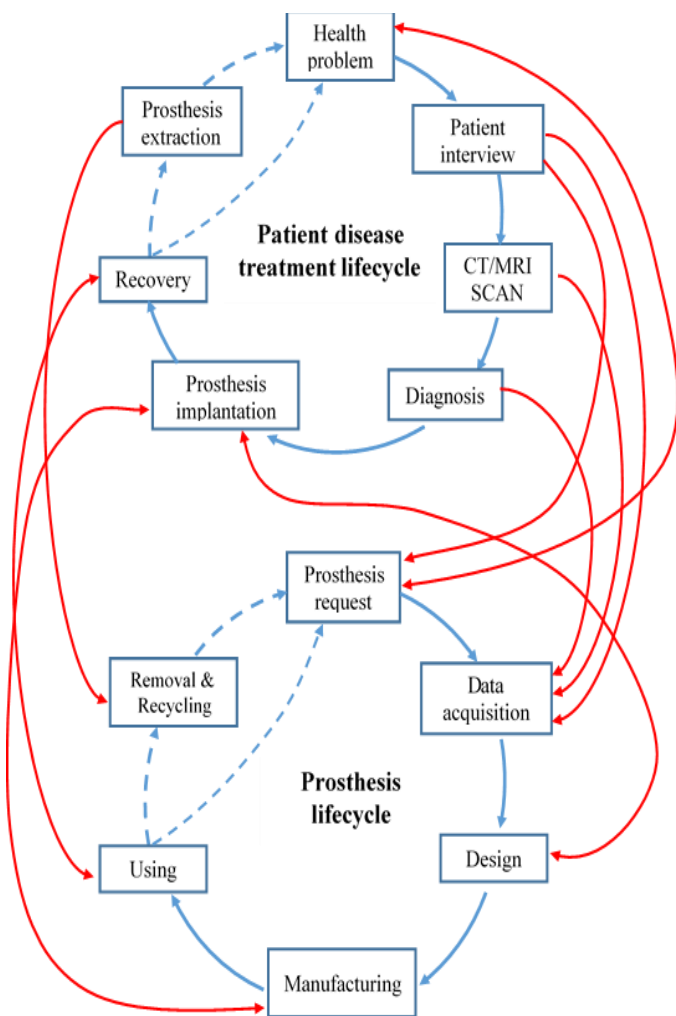 Health
problem
Prosthesis
extraction
Patient
interview
Patient disease
treatment lifecycle
Recovery
CT/MRI
SCAN
Prosthesis
implantation
Diagnosis
Prosthesis
request
Removal &
Recycling
Data
acquisition
Prosthesis
lifecycle
Using
Design
Manufacturing